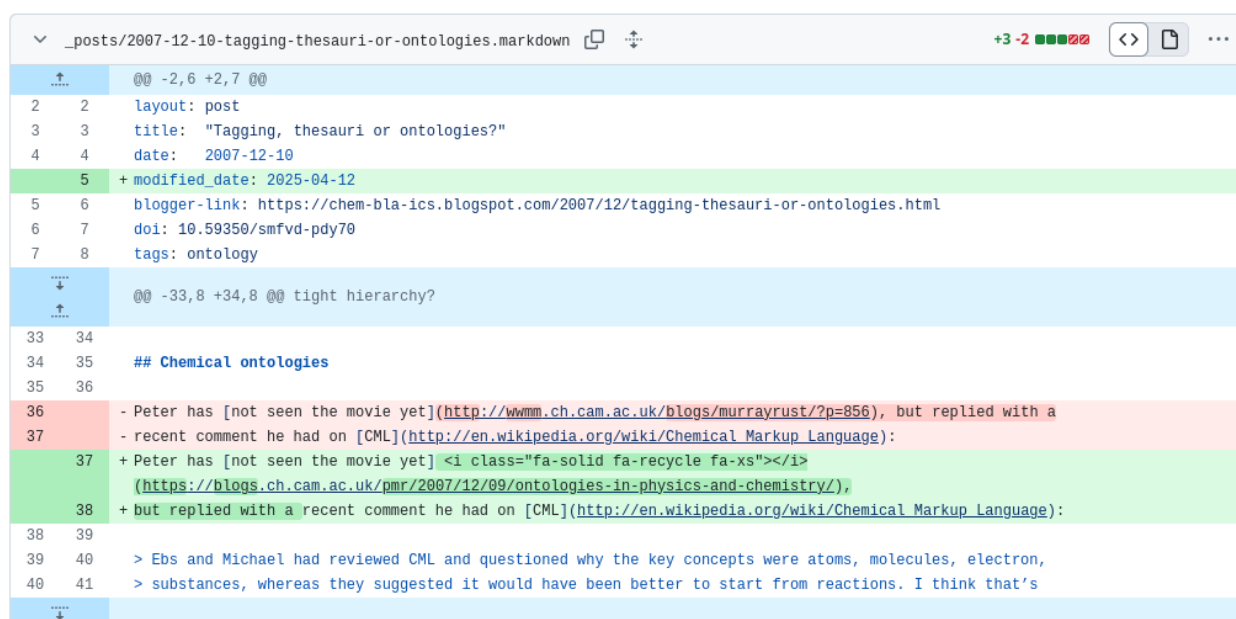 _posts/2007-12-10-tagging-thesauri-or-ontologies.markdown +3 -2
@@ -2,6 +2,7 @@
2 2 layout: post
3 3 title: "Tagging, thesauri or ontologies?"
4 4 date: 2007-12-10
5 + modified_date: 2025-04-12
5 6 blogger-link: https://chem-bla-ics.blogspot.com/2007/12/tagging-thesauri-or-ontologies.html
6 7 doi: 10.59350/smfvd-pdy70
7 8 tags: ontology
@@ -33,8 +34,8 @@ tight hierarchy?
33 34
34 35 ## Chemical ontologies
35 36
36 - Peter has [not seen the movie yet](http://wwmm.ch.cam.ac.uk/blogs/murrayrust/?p=856), but replied with a
37 - recent comment he had on [CML](http://en.wikipedia.org/wiki/Chemical_Markup_Language):
37 + Peter has [not seen the movie yet] <i class="fa-solid fa-recycle fa-xs"></i>
(https://blogs.ch.cam.ac.uk/pmr/2007/12/09/ontologies-in-physics-and-chemistry/),
38 + but replied with a recent comment he had on [CML](http://en.wikipedia.org/wiki/Chemical_Markup_Language):
38 39
39 40 > Ebs and Michael had reviewed CML and questioned why the key concepts were atoms, molecules, electron,
40 41 > substances, whereas they suggested it would have been better to start from reactions. I think that’s